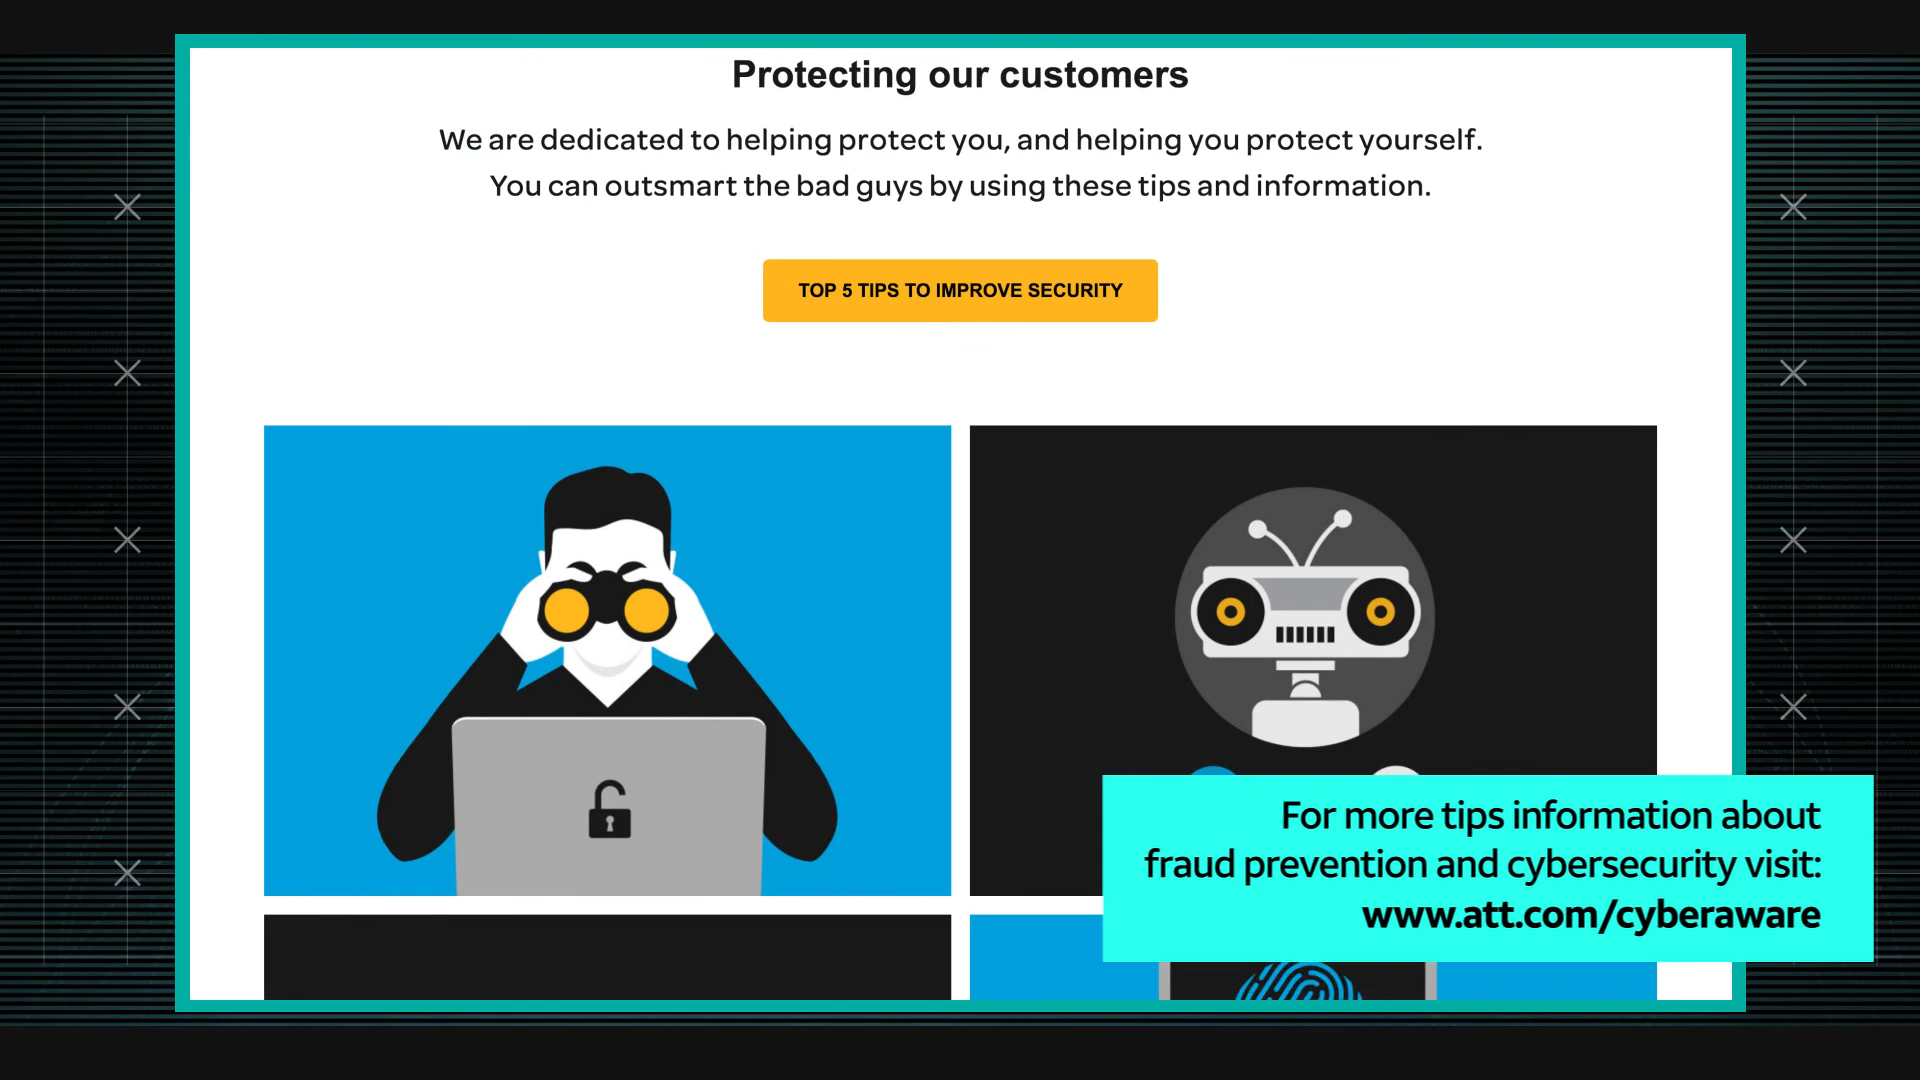 Protecting our customers
We are dedicated to helping protect you, and helping you protect yourself.
You can outsmart the bad guys by using these tips and information.
TOP 5 TIPS TO IMPROVE SECURITY
For more tips information about
fraud prevention and cybersecurity visit:
www.att.com/cyberaware